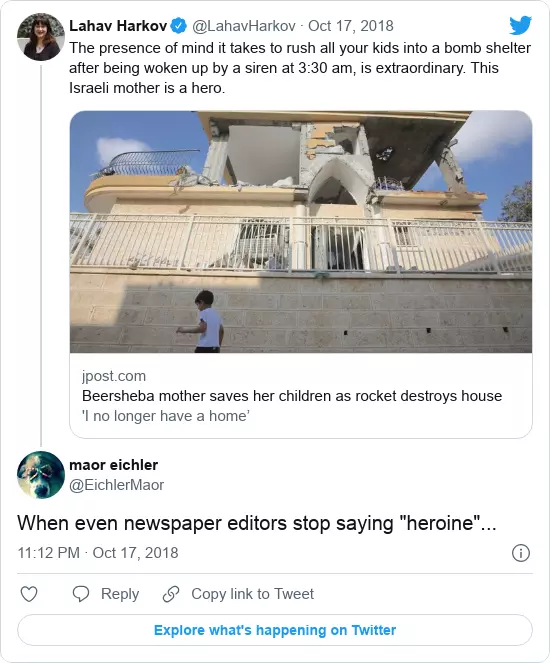 Lahav Harkov @LahavHarkov · Oct 17, 2018
The presence of mind it takes to rush all your kids into a bomb shelter
after being woken up by a siren at 3:30 am, is extraordinary. This
Israeli mother is a hero.
jpost.com
Beersheba mother saves her children as rocket destroys house
'I no longer have a home’
maor eichler
@EichlerMaor
When even newspaper editors stop saying "heroine"...
11:12 PM · Oct 17, 2018
Reply Copy link to Tweet
Explore what's happening on Twitter